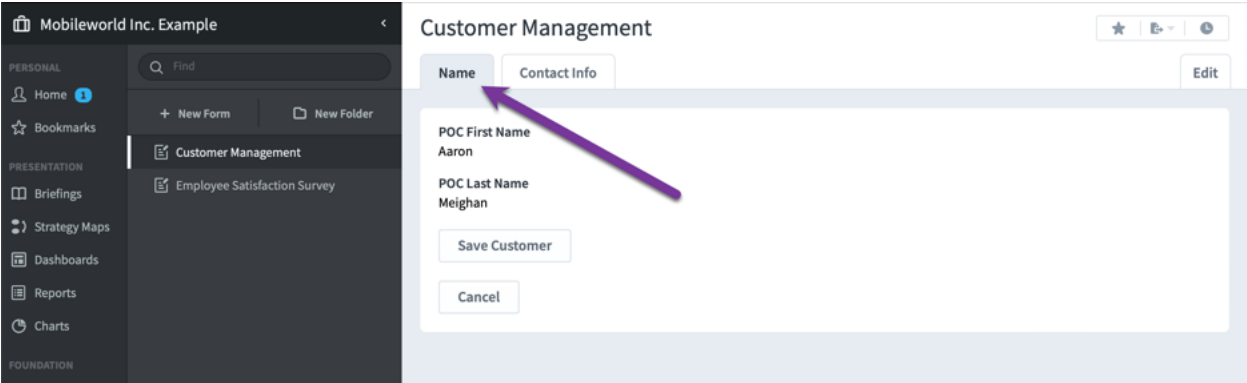 Mobileworld Inc. Example
PERSONAL
Home 1
Bookmarks
PRESENTATION
Briefings
Strategy Maps
Dashboards
Reports
Charts
FOUNDATION
Find
+ New Form
New Folder
Customer Management
Employee Satisfaction Survey
Customer Management
Name
Contact Info
Edit
POC First Name
Aaron
POC Last Name
Meighan
Save Customer
Cancel